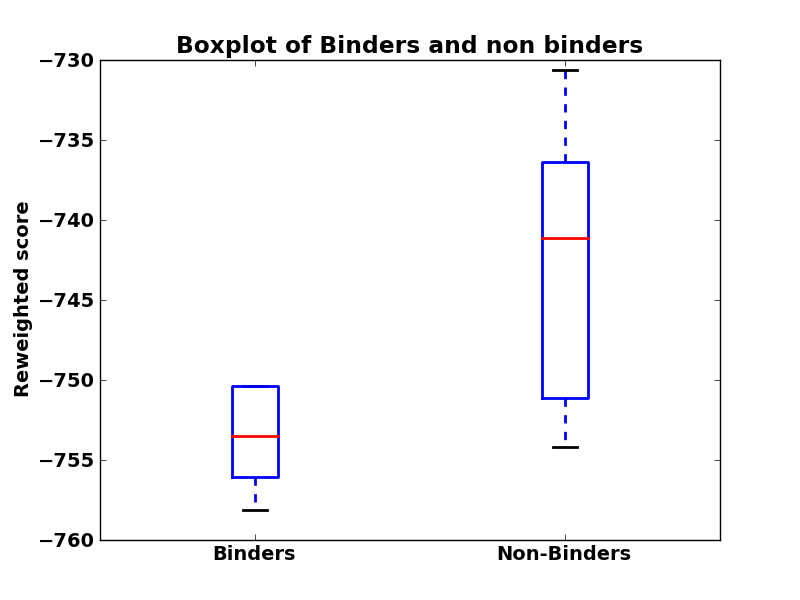 Boxplot of Binders and non binders
−730
−735
−740
−745
−750
−755
−760
Reweighted score
Binders
Non-Binders